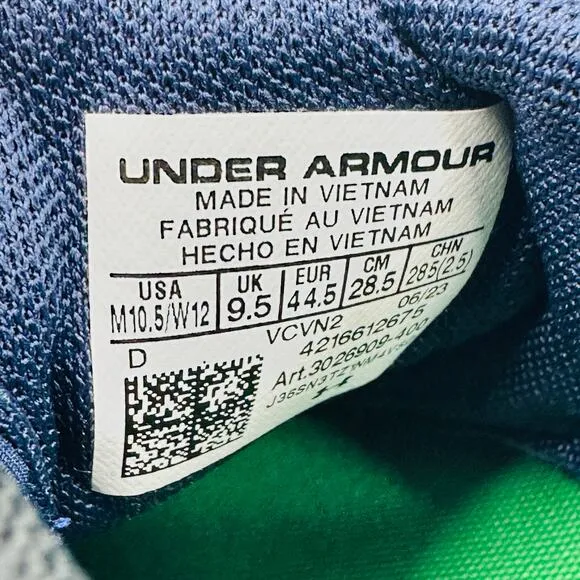 UNDER ARMOUR
MADE IN VIETNAM
FABRIQUÉ AU VIETNAM
HECHO EN VIETNAM
USA UK EUR CM CHN
M10.5/W12 9.5 44.5 28.5 285(2.5)
D VCVN2 06/23
4216612675
Art.3026909-400